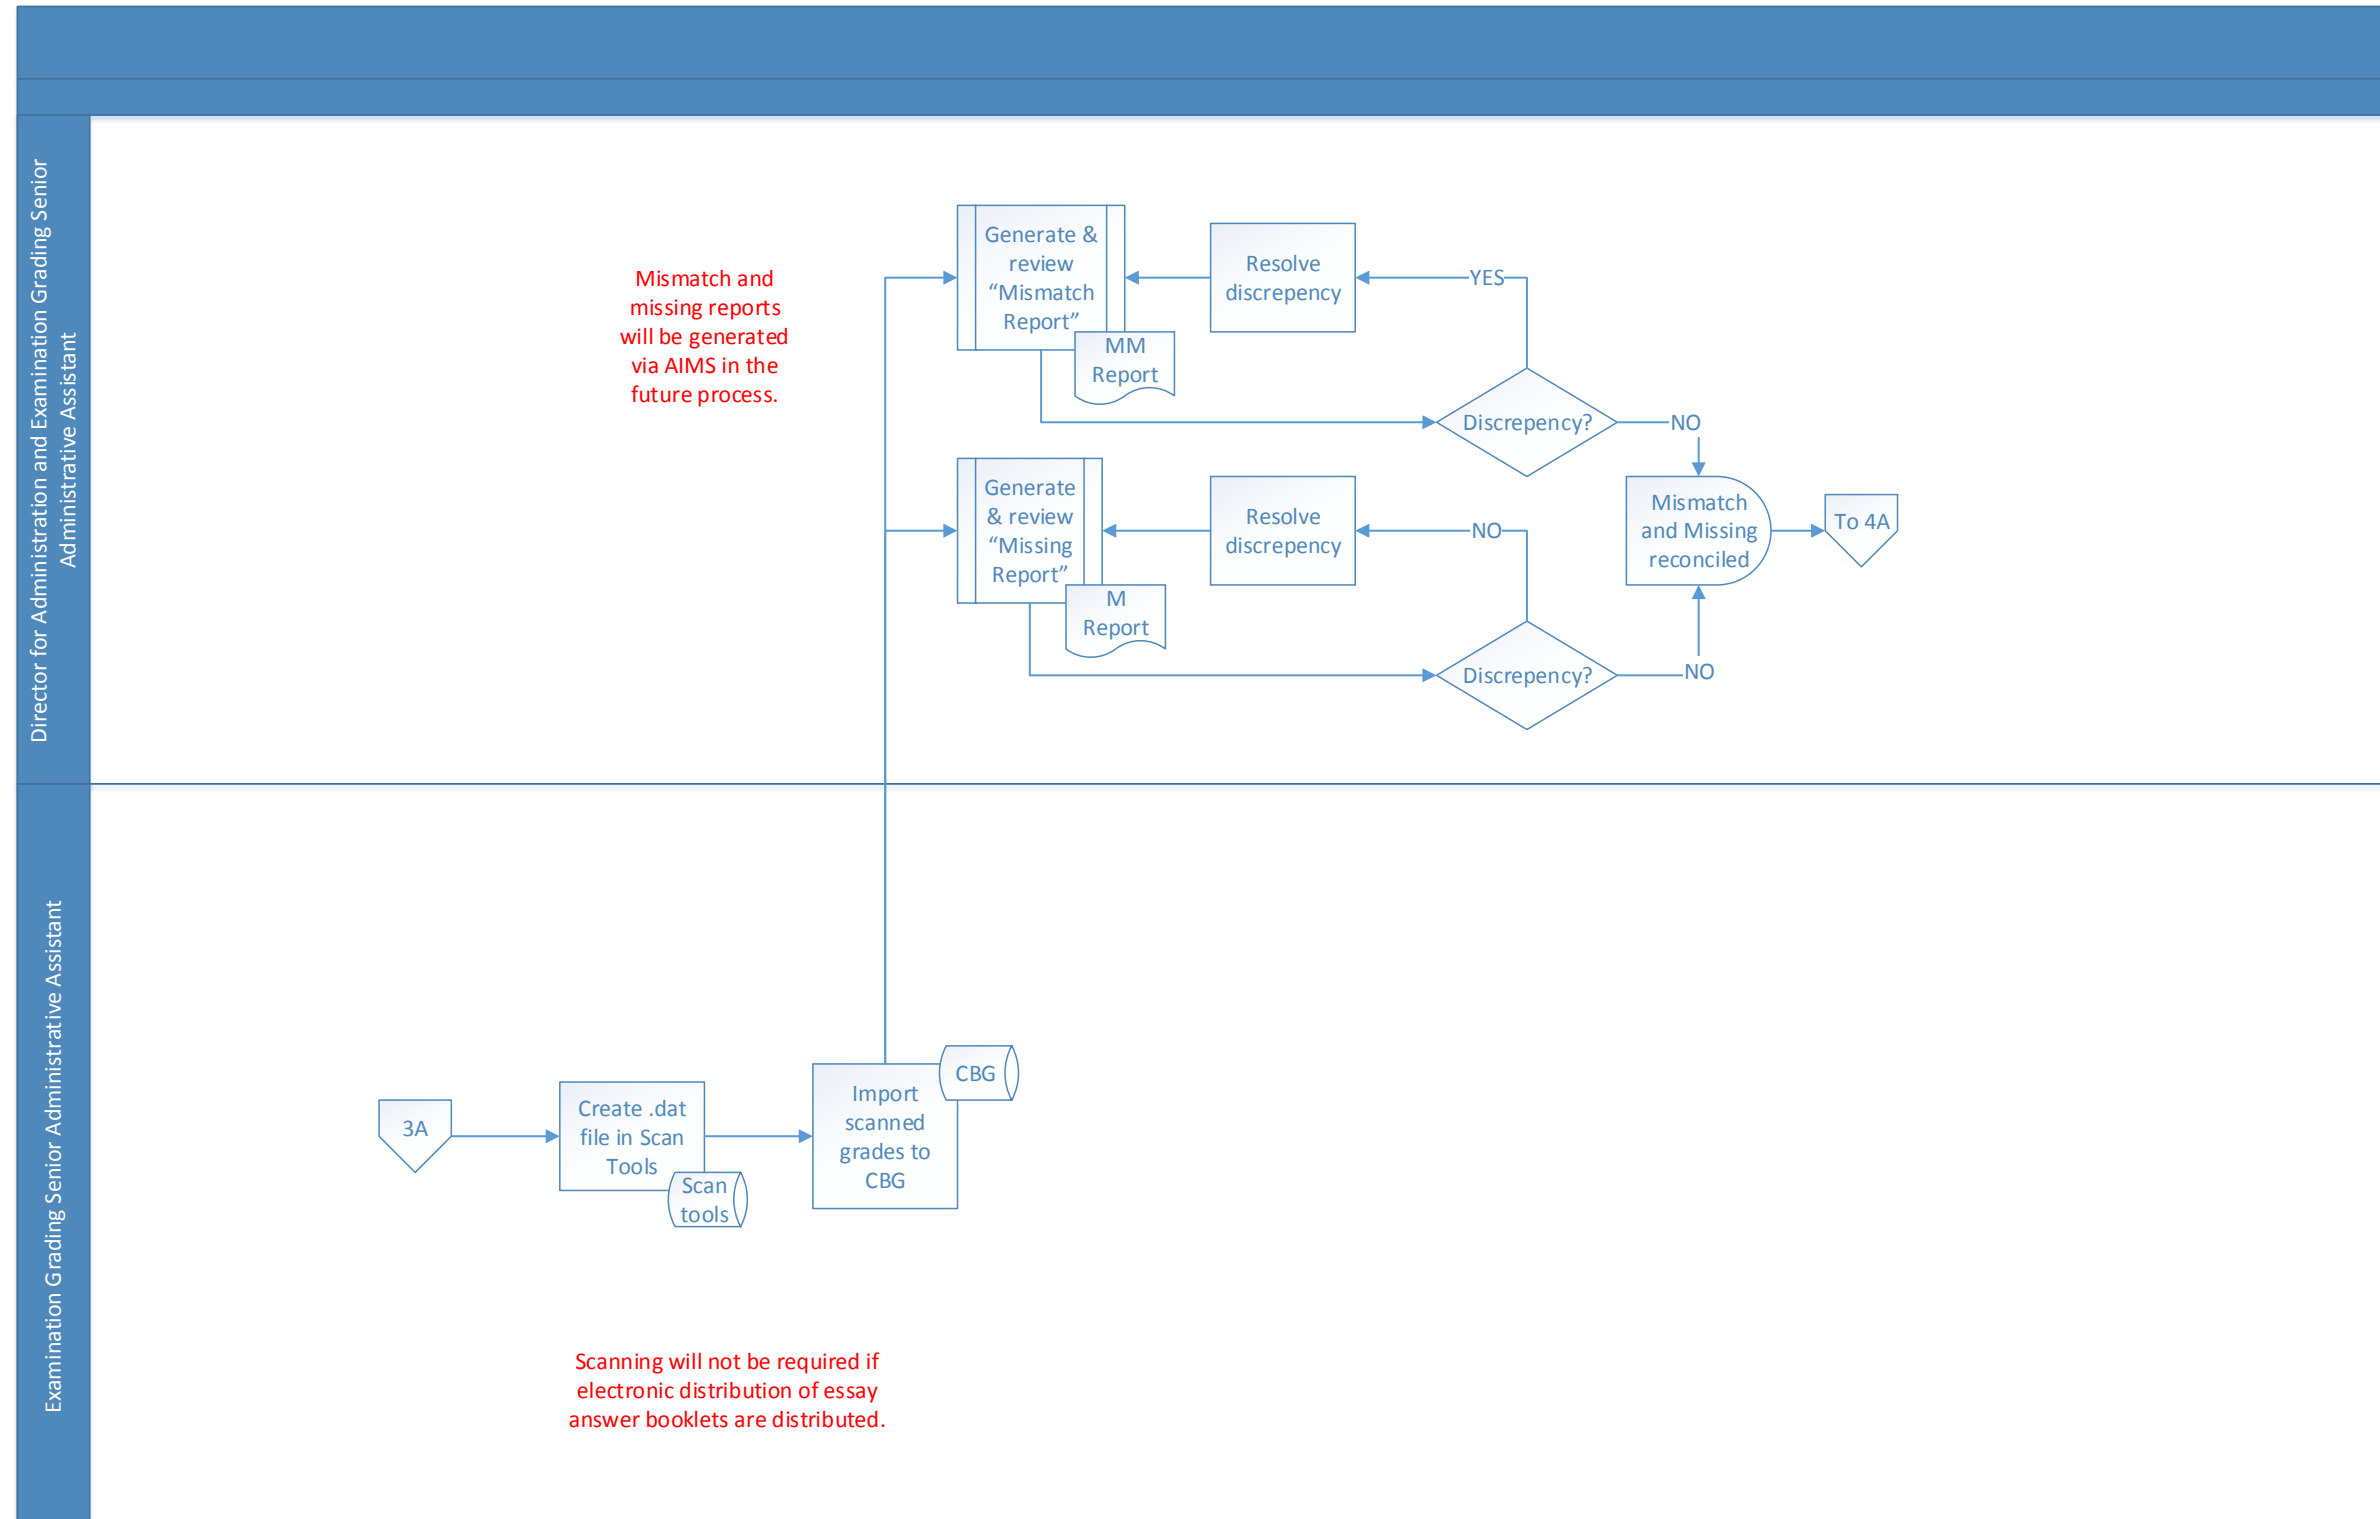 Director for Administration and Examination Grading Senior
Administrative Assistant
Mismatch and
missing reports
will be generated
via AIMS in the
future process.
Generate &
review
“Mismatch
Report”
MM
Report
Resolve
discrepency
YES
Discrepency?
NO
Generate
& review
“Missing
Report”
M
Report
Resolve
discrepency
NO
Discrepency?
NO
Mismatch
and Missing
reconciled
To 4A
Examination Grading Senior Administrative Assistant
3A
Create .dat
file in Scan
Tools
Scan
tools
Import
scanned
grades to
CBG
CBG
Scanning will not be required if
electronic distribution of essay
answer booklets are distributed.